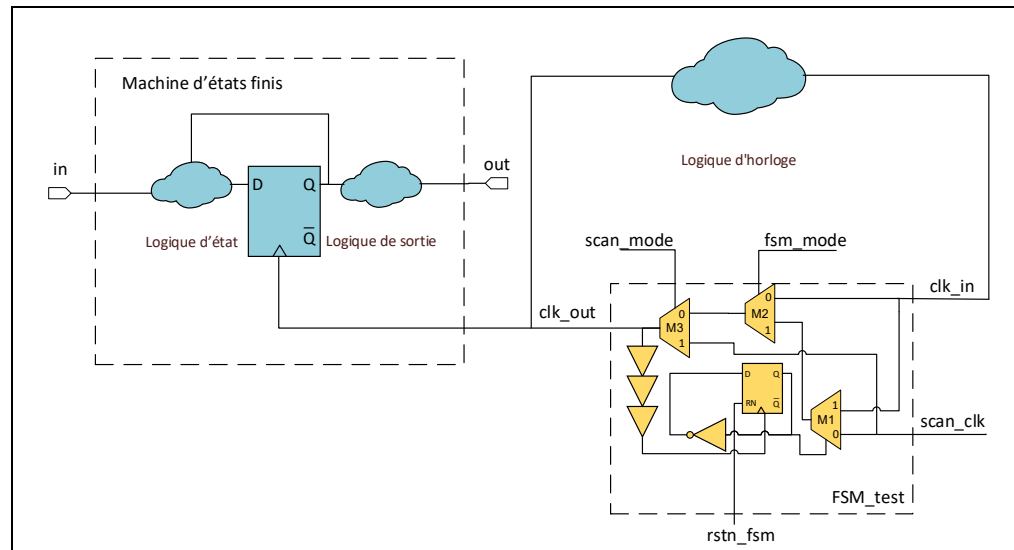 Machine d'états finis
in
D
Q
Q
out
Logique d'état
Logique de sortie
Logique d'horloge
scan_mode
fsm_mode
clk_in
clk_out
0
M3
1
0
M2
1
D
Q
RN
Q
1
M1
0
scan_clk
FSM_test
rstn_fsm